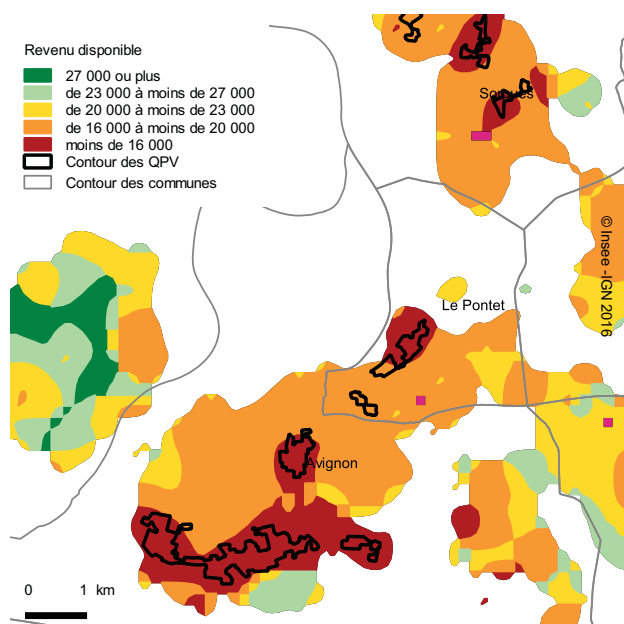 Revenu disponible
27 000 ou plus
de 23 000 à moins de 27 000
de 20 000 à moins de 23 000
de 16 000 à moins de 20 000
moins de 16 000
Contour des QPV
Contour des communes
Sorgues
© Insee -IGN 2016
Le Pontet
Avignon
0 1 km